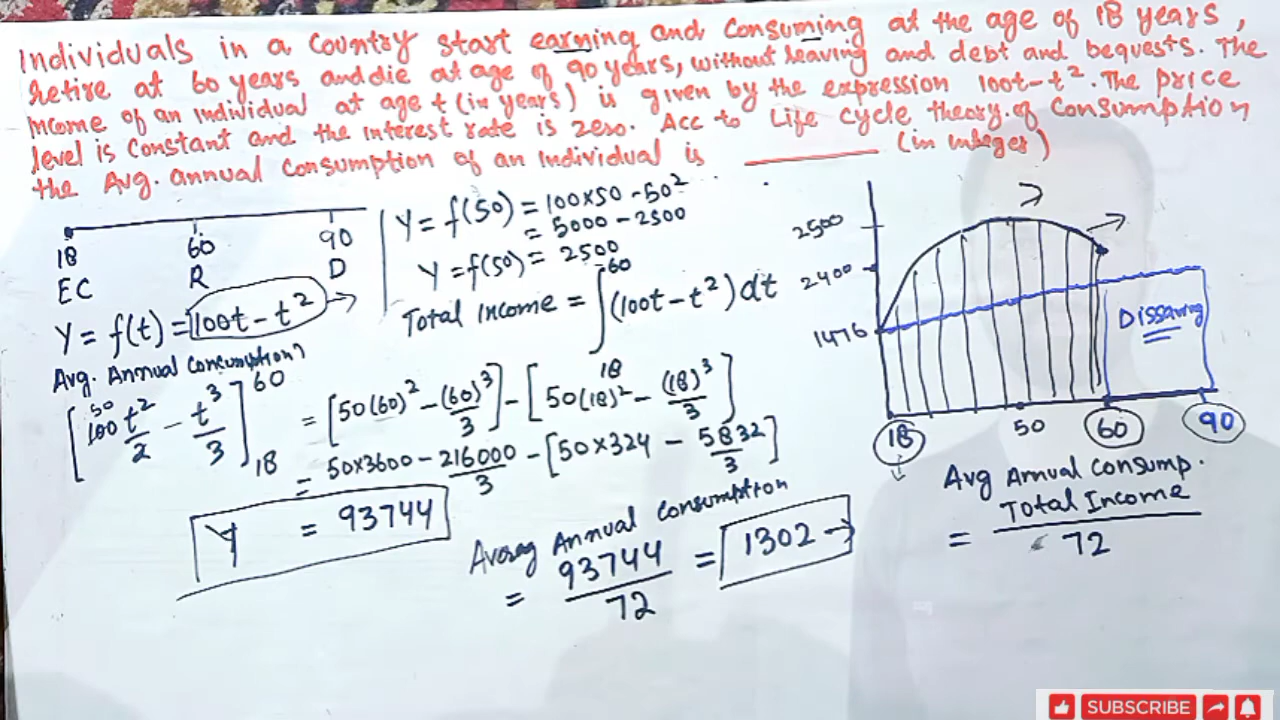 Individuals in a Country start earning and Consuming at the age of 18 years,
Retire at 60 years and die at age of 90 years, without leaving and debt and bequests. The
Income of an Individual at age t (in years) is given by the expression 100t-t². The price
level is Constant and the interest rate is zero. Acc to Life cycle theory. of Consumption
the Avg. annual Consumption of an Individual is ________ (in integer)
18 60 90
EC R D
Y = f(t) = 100t - t² →
Avg. Annual Consumption?
Y = f(50) = 100×50 - 50²
= 5000 - 2500
Y = f(50) = 2500
Total Income = ∫₁₈⁶⁰ (100t - t²) dt
[100 50 t²/2 - t³/3]₁₈⁶⁰ = [50(60)² - (60)³/3] - [50(18)² - (18)³/3]
= 50×3600 - 216000/3 - [50×324 - 5832/3]
Y = 93744
Average Annual Consumption
= 93744/72 = 1302 →
2500
2400
1476
Dissaving
18 50 60 90
Avg Annual Consump.
= Total Income/72
SUBSCRIBE